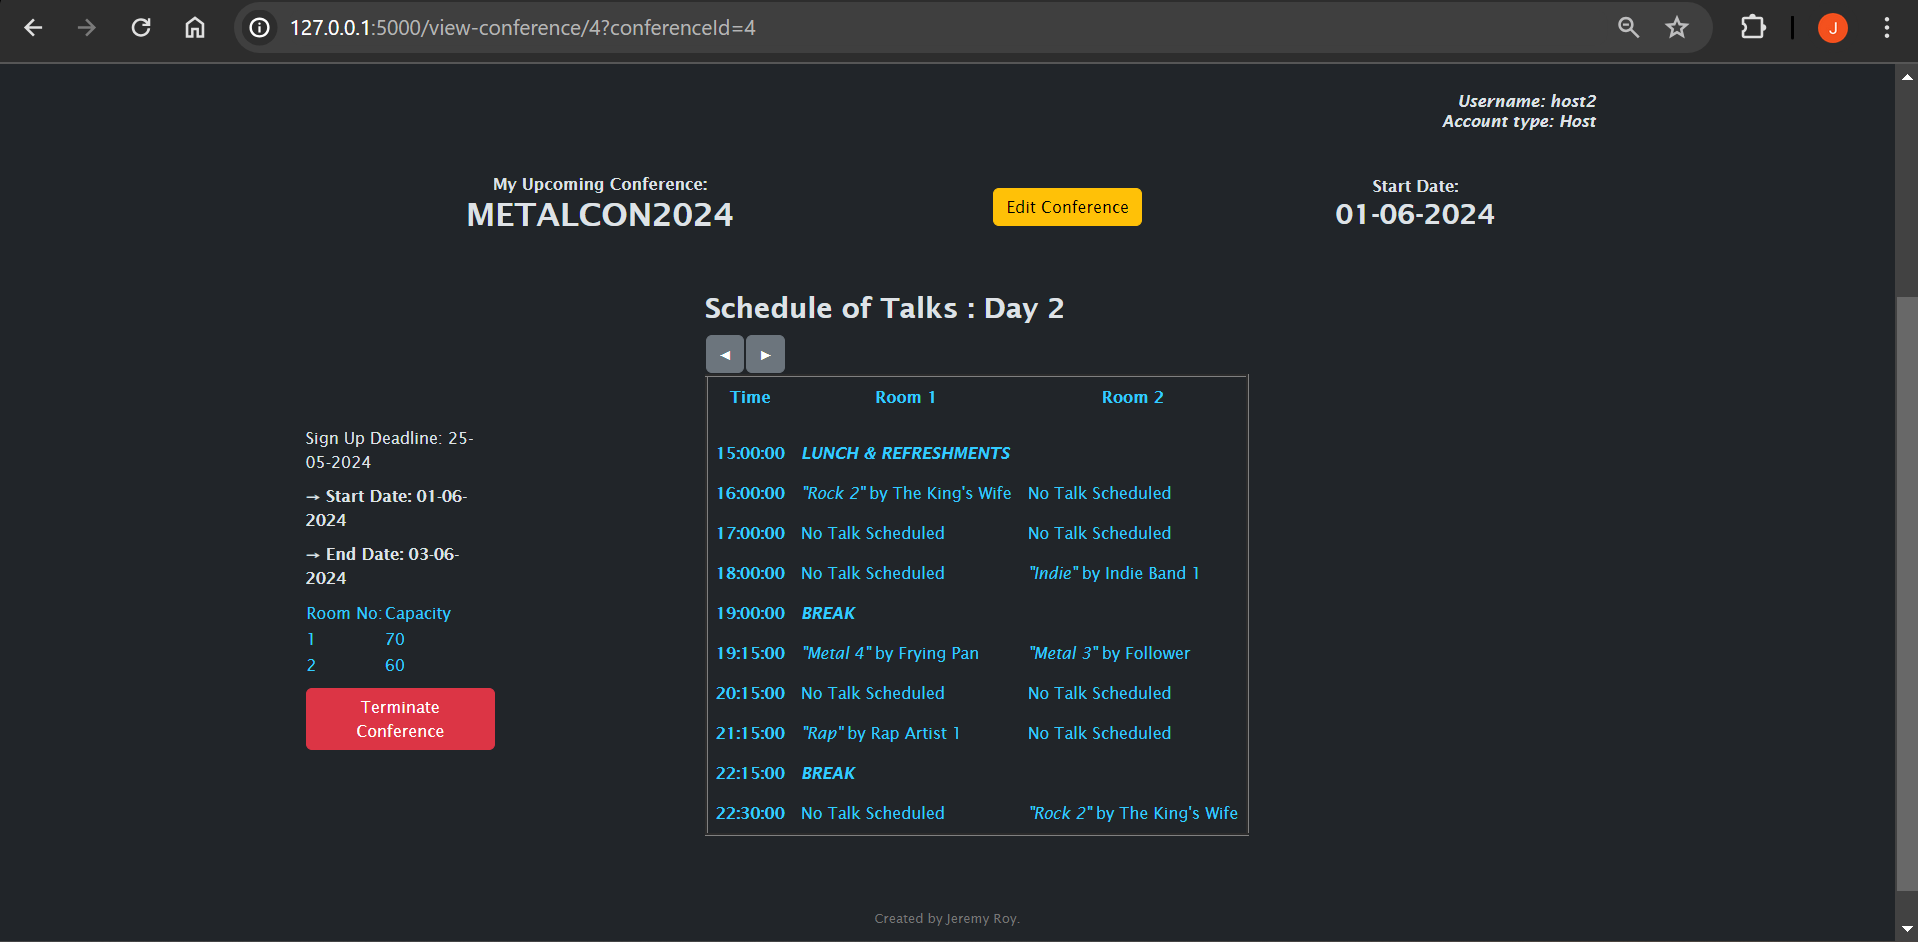 127.0.0.1:5000/view-conference/4?conferenceId=4
J
Username: host2
Account type: Host
My Upcoming Conference:
METALCON2024
Edit Conference
Start Date:
01-06-2024
Schedule of Talks : Day 2
◄ ►
Sign Up Deadline: 25-
05-2024
→ Start Date: 01-06-
2024
→ End Date: 03-06-
2024
Room No: Capacity
1 70
2 60
Terminate
Conference
Time Room 1 Room 2
15:00:00 LUNCH & REFRESHMENTS
16:00:00 "Rock 2" by The King's Wife No Talk Scheduled
17:00:00 No Talk Scheduled No Talk Scheduled
18:00:00 No Talk Scheduled "Indie" by Indie Band 1
19:00:00 BREAK
19:15:00 "Metal 4" by Frying Pan "Metal 3" by Follower
20:15:00 No Talk Scheduled No Talk Scheduled
21:15:00 "Rap" by Rap Artist 1 No Talk Scheduled
22:15:00 BREAK
22:30:00 No Talk Scheduled "Rock 2" by The King's Wife
Created by Jeremy Roy.